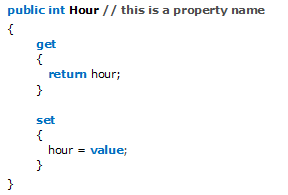 public int Hour // this is a property name
{
get
{
return hour;
}
set
{
hour = value;
}
}